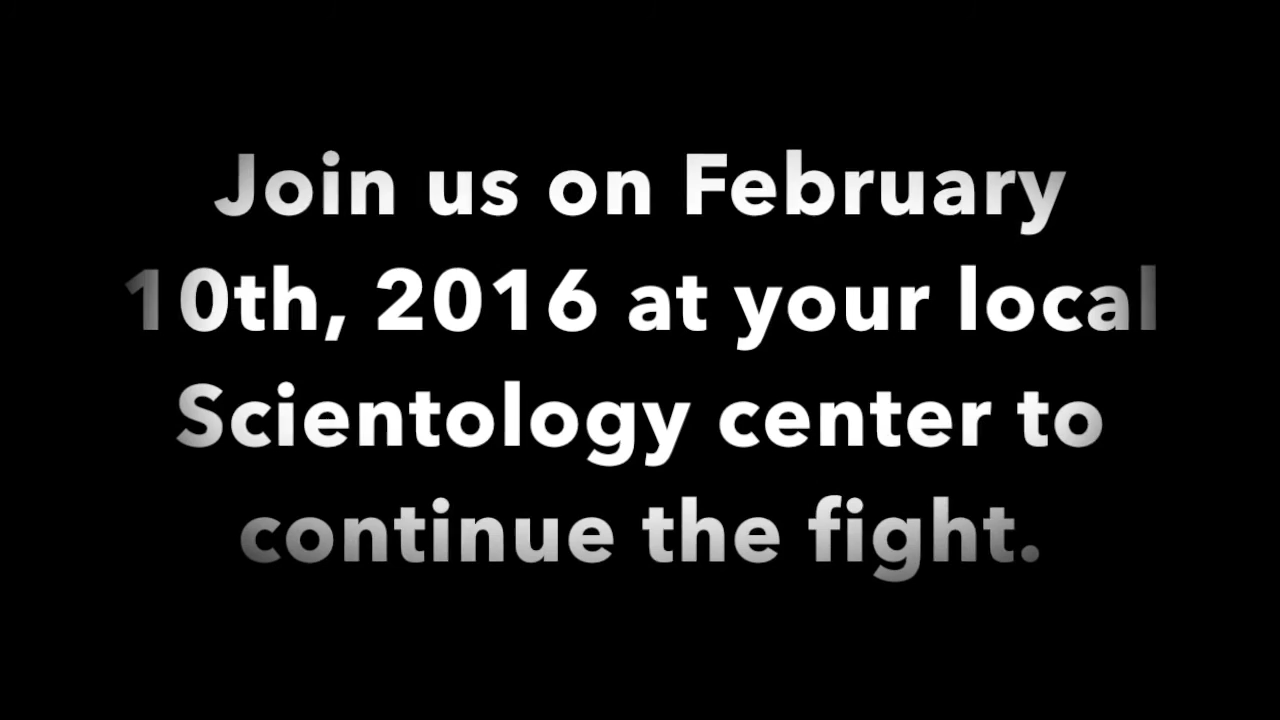 Join us on February
10th, 2016 at your local
Scientology center to
continue the fight.